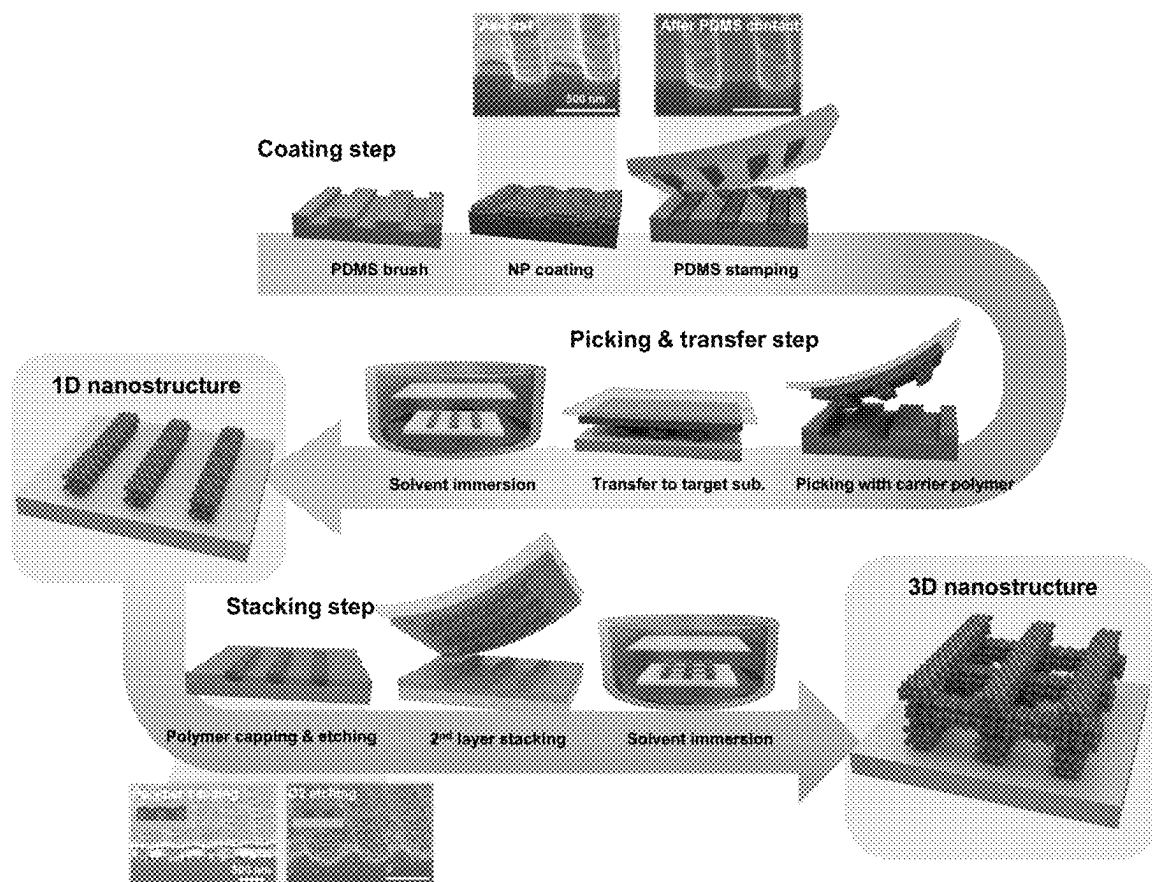 After PDMS contact
500 nm
Coating step
PDMS brush
NP coating
PDMS stamping
Picking & transfer step
1D nanostructure
Solvent immersion
Transfer to target sub.
Picking with carrier polymer
Stacking step
3D nanostructure
Polymer capping & etching
2nd layer stacking
Solvent immersion